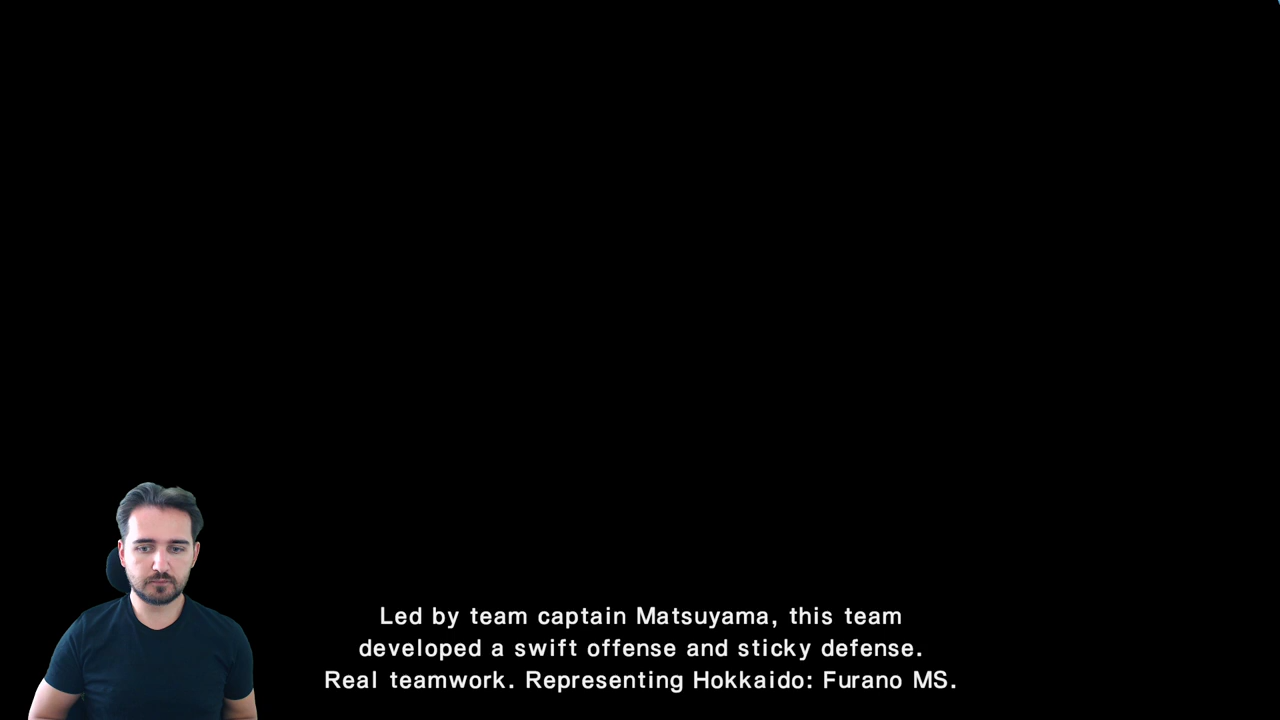 Led by team captain Matsuyama, this team
developed a swift offense and sticky defense.
Real teamwork. Representing Hokkaido: Furano MS.